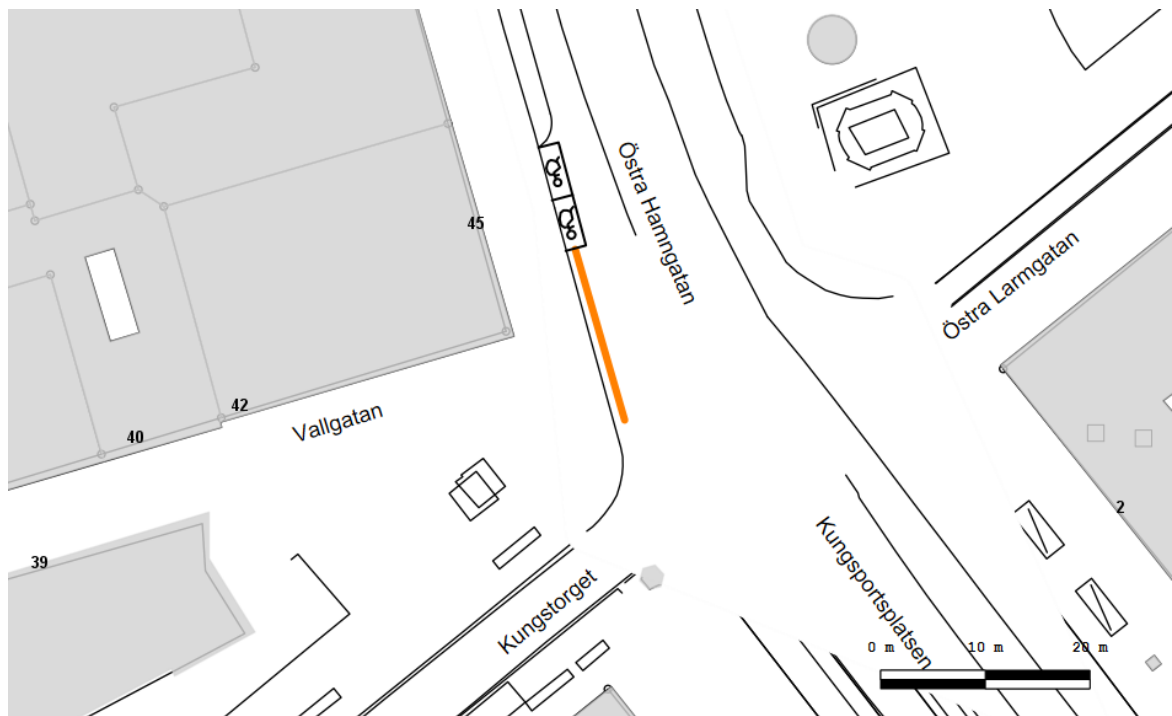 Östra Hamngatan
45
Östra Larmgatan
42
40
Vallgatan
2
39
Kungsportsplatsen
Kungstorget
0 m 10 m 20 m